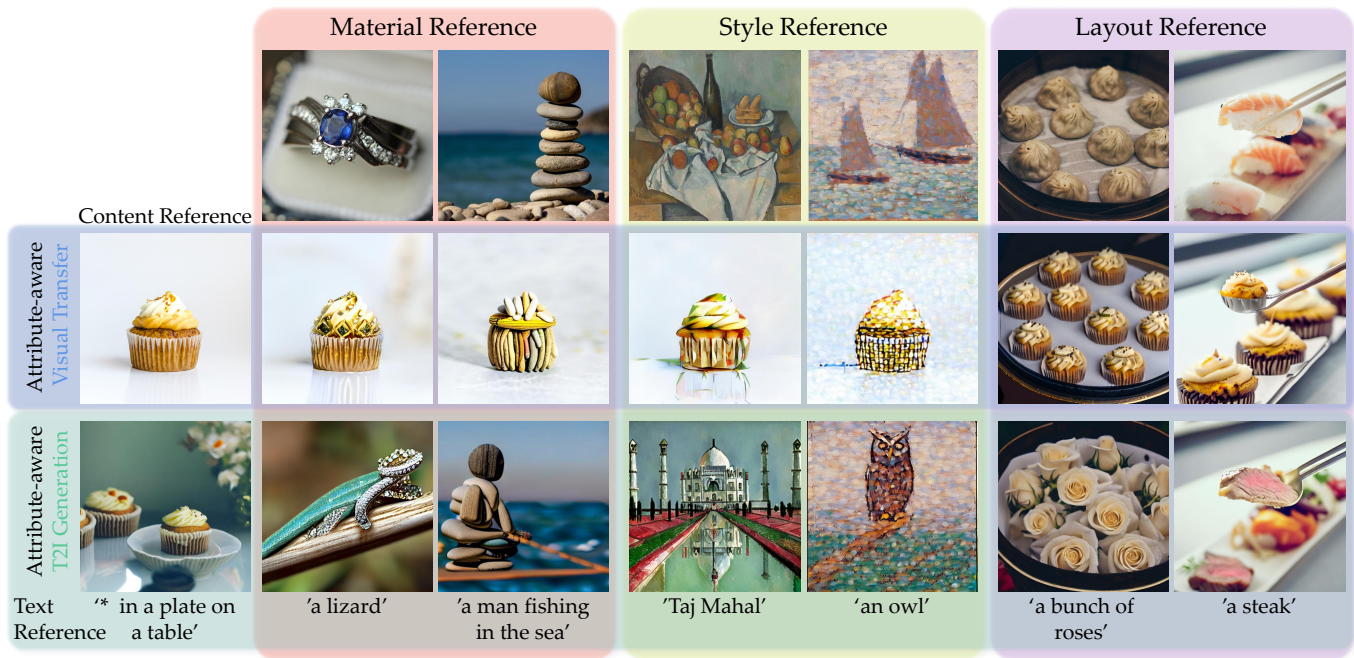 Material Reference
Style Reference
Layout Reference
Content Reference
Attribute-aware
Visual Transfer
Attribute-aware
T2I Generation
Text
Reference
‘* in a plate on
a table’
’a lizard’
’a man fishing
in the sea’
’Taj Mahal’
‘an owl’
‘a bunch of
roses’
’a steak’